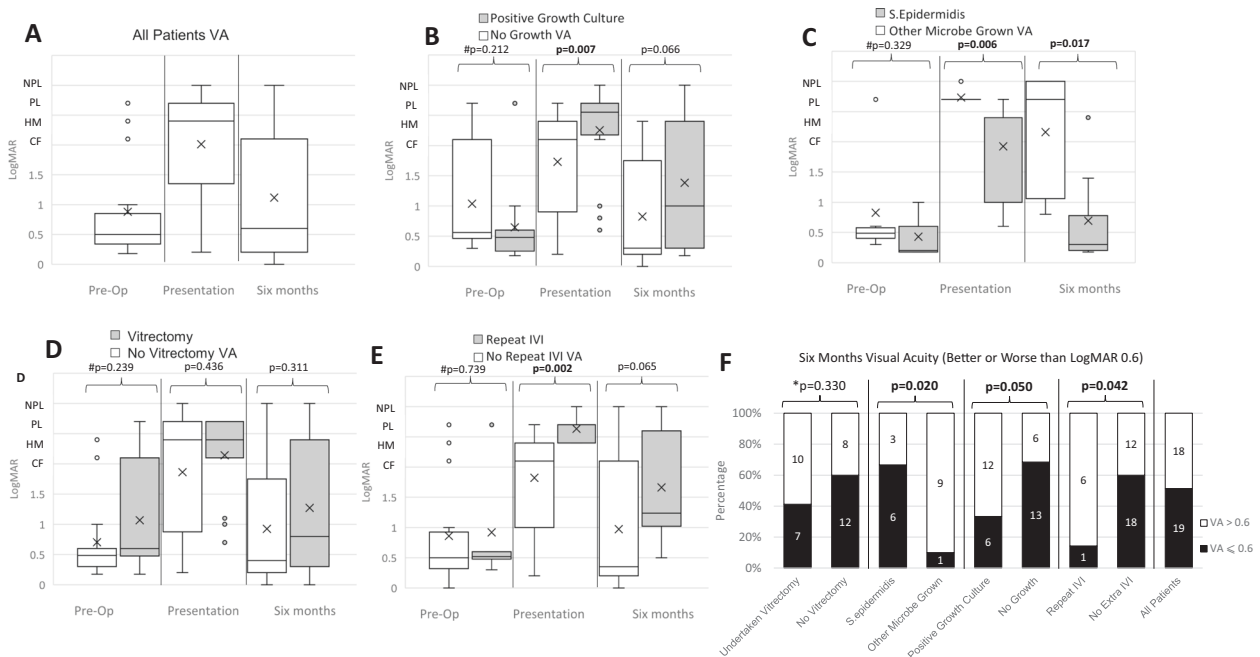 A
All Patients VA
NPL
PL
HM
CF
LogMAR
1.5
1
0.5
0
Pre-Op
Presentation
Six months
B
Positive Growth Culture
No Growth VA
#p=0.212
p=0.007
p=0.066
NPL
PL
HM
CF
LogMAR
1.5
1
0.5
0
Pre-Op
Presentation
Six months
C
S.Epidermidis
Other Microbe Grown VA
#p=0.329
p=0.006
p=0.017
NPL
PL
HM
CF
LogMAR
1.5
1
0.5
0
Pre-Op
Presentation
Six months
D
Vitrectomy
No Vitrectomy VA
D
#p=0.239
p=0.436
p=0.311
NPL
PL
HM
CF
LogMAR
1.5
1
0.5
0
Pre-Op
Presentation
Six months
E
Repeat IVI
No Repeat IVI VA
#p=0.739
p=0.002
p=0.065
NPL
PL
HM
CF
LogMAR
1.5
1
0.5
0
Pre-Op
Presentation
Six months
F
Six Months Visual Acuity (Better or Worse than LogMAR 0.6)
*p=0.330
p=0.020
p=0.050
p=0.042
100%
80%
60%
40%
20%
0%
Percentage
10
7
8
12
3
6
9
1
12
6
6
13
6
1
12
18
18
19
VA > 0.6
VA ⩽ 0.6
Undertaken Vitrectomy
No Vitrectomy
S.epidermidis
Other Microbe Grown
Positive Growth Culture
No Growth
Repeat IVI
No Extra IVI
All Patients